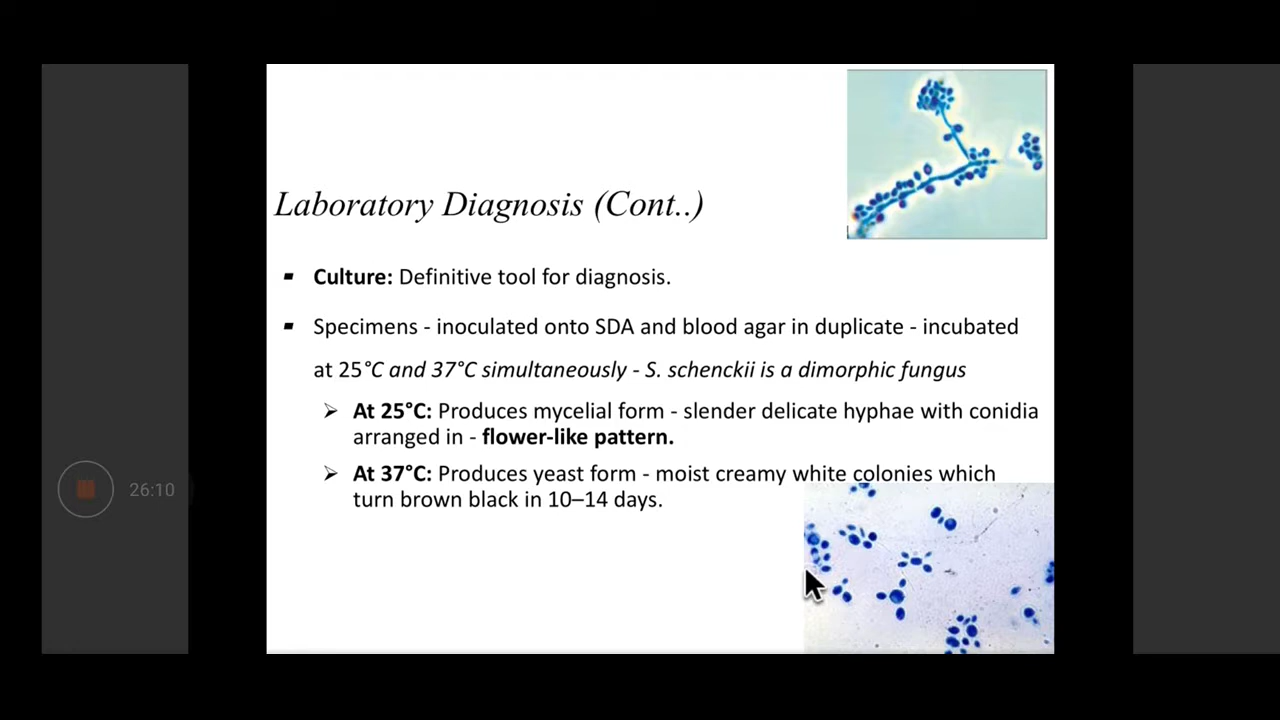 Laboratory Diagnosis (Cont..)
▪ Culture: Definitive tool for diagnosis.
▪ Specimens - inoculated onto SDA and blood agar in duplicate - incubated
at 25°C and 37°C simultaneously - S. schenckii is a dimorphic fungus
➢ At 25°C: Produces mycelial form - slender delicate hyphae with conidia
arranged in - flower-like pattern.
➢ At 37°C: Produces yeast form - moist creamy white colonies which
turn brown black in 10–14 days.
26:10